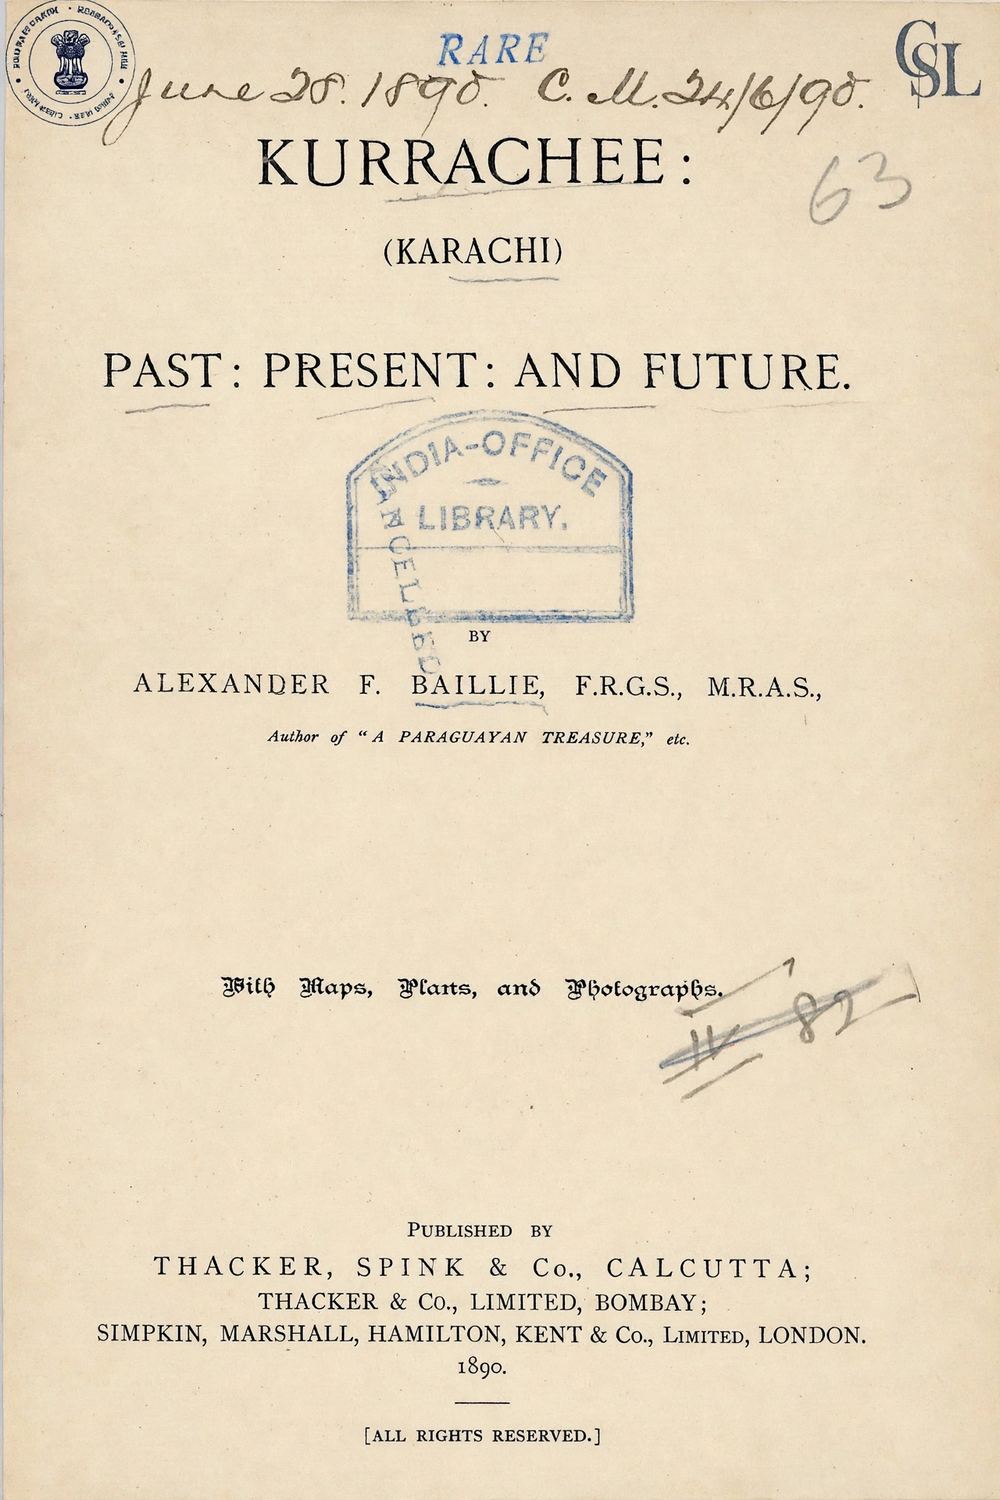 RARE
CSL
June 28. 1890. C. M. 24/6/90.
KURRACHEE:
63
(KARACHI)
PAST: PRESENT: AND FUTURE.
INDIA-OFFICE
LIBRARY.
CANCELLED
BY
ALEXANDER F. BAILLIE, F.R.G.S., M.R.A.S.,
Author of "A PARAGUAYAN TREASURE," etc.
With Maps, Plans, and Photographs.
82
PUBLISHED BY
THACKER, SPINK & Co., CALCUTTA;
THACKER & Co., LIMITED, BOMBAY;
SIMPKIN, MARSHALL, HAMILTON, KENT & Co., LIMITED, LONDON.
1890.
[ALL RIGHTS RESERVED.]